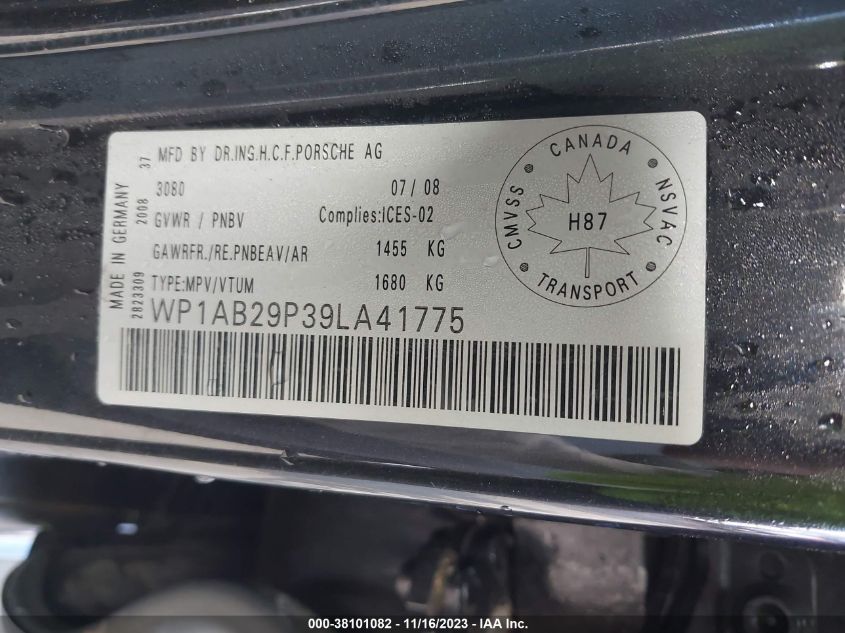 MFD BY DR.ING.H.C.F.PORSCHE AG
3080 07/ 08
GVWR / PNBV Complies:ICES-02
GAWRFR./RE.PNBEAV/AR 1455 KG
TYPE:MPV/VTUM 1680 KG
WP1AB29P39LA41775
MADE IN GERMANY
2823309 2008 37
CANADA
CMVSS
NSVAC
H87
TRANSPORT
000-38101082 - 11/16/2023 - IAA Inc.